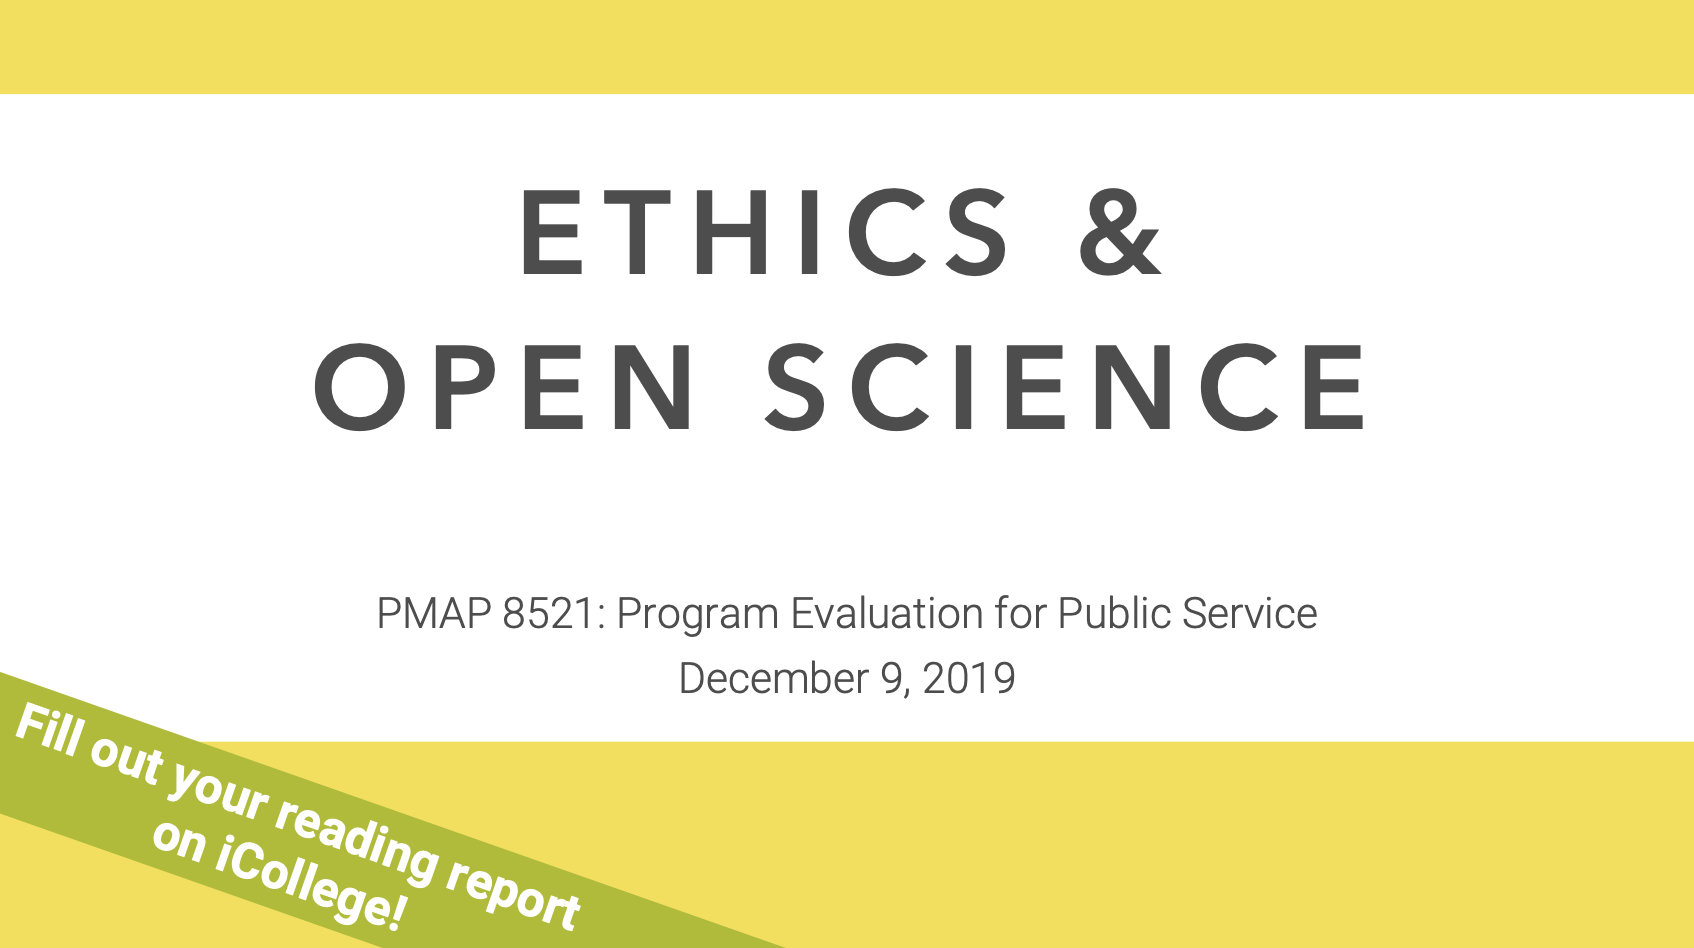 ETHICS &
OPEN SCIENCE
PMAP 8521: Program Evaluation for Public Service
December 9, 2019
Fill out your reading report
on iCollege!